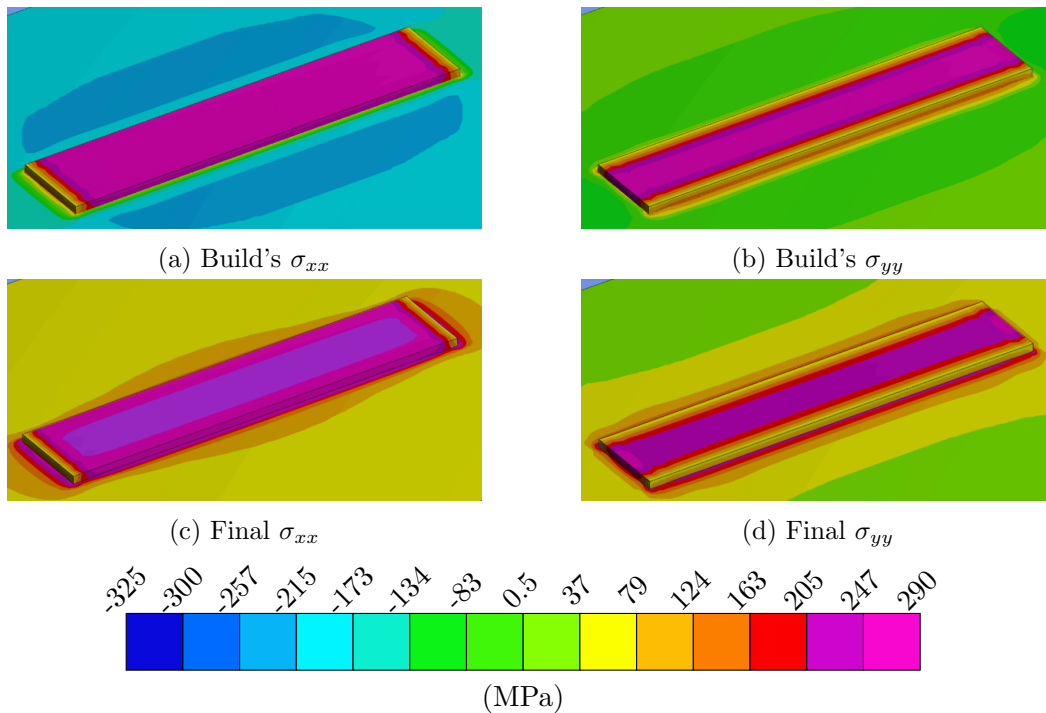 (a) Build's σxx
(b) Build's σyy
(c) Final σxx
(d) Final σyy
-325 -300 -257 -215 -173 -134 -83 0.5 37 79 124 163 205 247 290
(MPa)